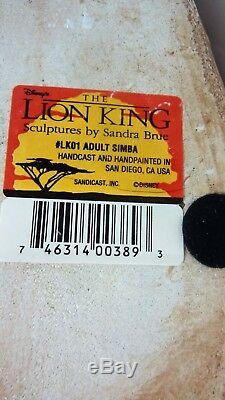 Disney's
THE
LION KING
Sculptures by Sandra Brue
#LK01 ADULT SIMBA
HANDCAST AND HANDPAINTED IN
SAN DIEGO, CA USA
SANDICAST, INC. ©DISNEY
7 46314 00389 3